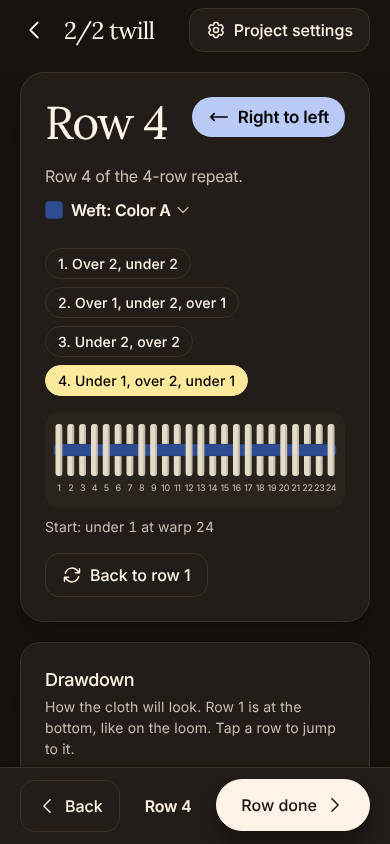 2/2 twill
Project settings
Row 4
Right to left
Row 4 of the 4-row repeat.
Weft: Color A
1. Over 2, under 2
2. Over 1, under 2, over 1
3. Under 2, over 2
4. Under 1, over 2, under 1
1 2 3 4 5 6 7 8 9 10 11 12 13 14 15 16 17 18 19 20 21 22 23 24
Start: under 1 at warp 24
Back to row 1
Drawdown
How the cloth will look. Row 1 is at the
bottom, like on the loom. Tap a row to jump
to it.
Back
Row 4
Row done